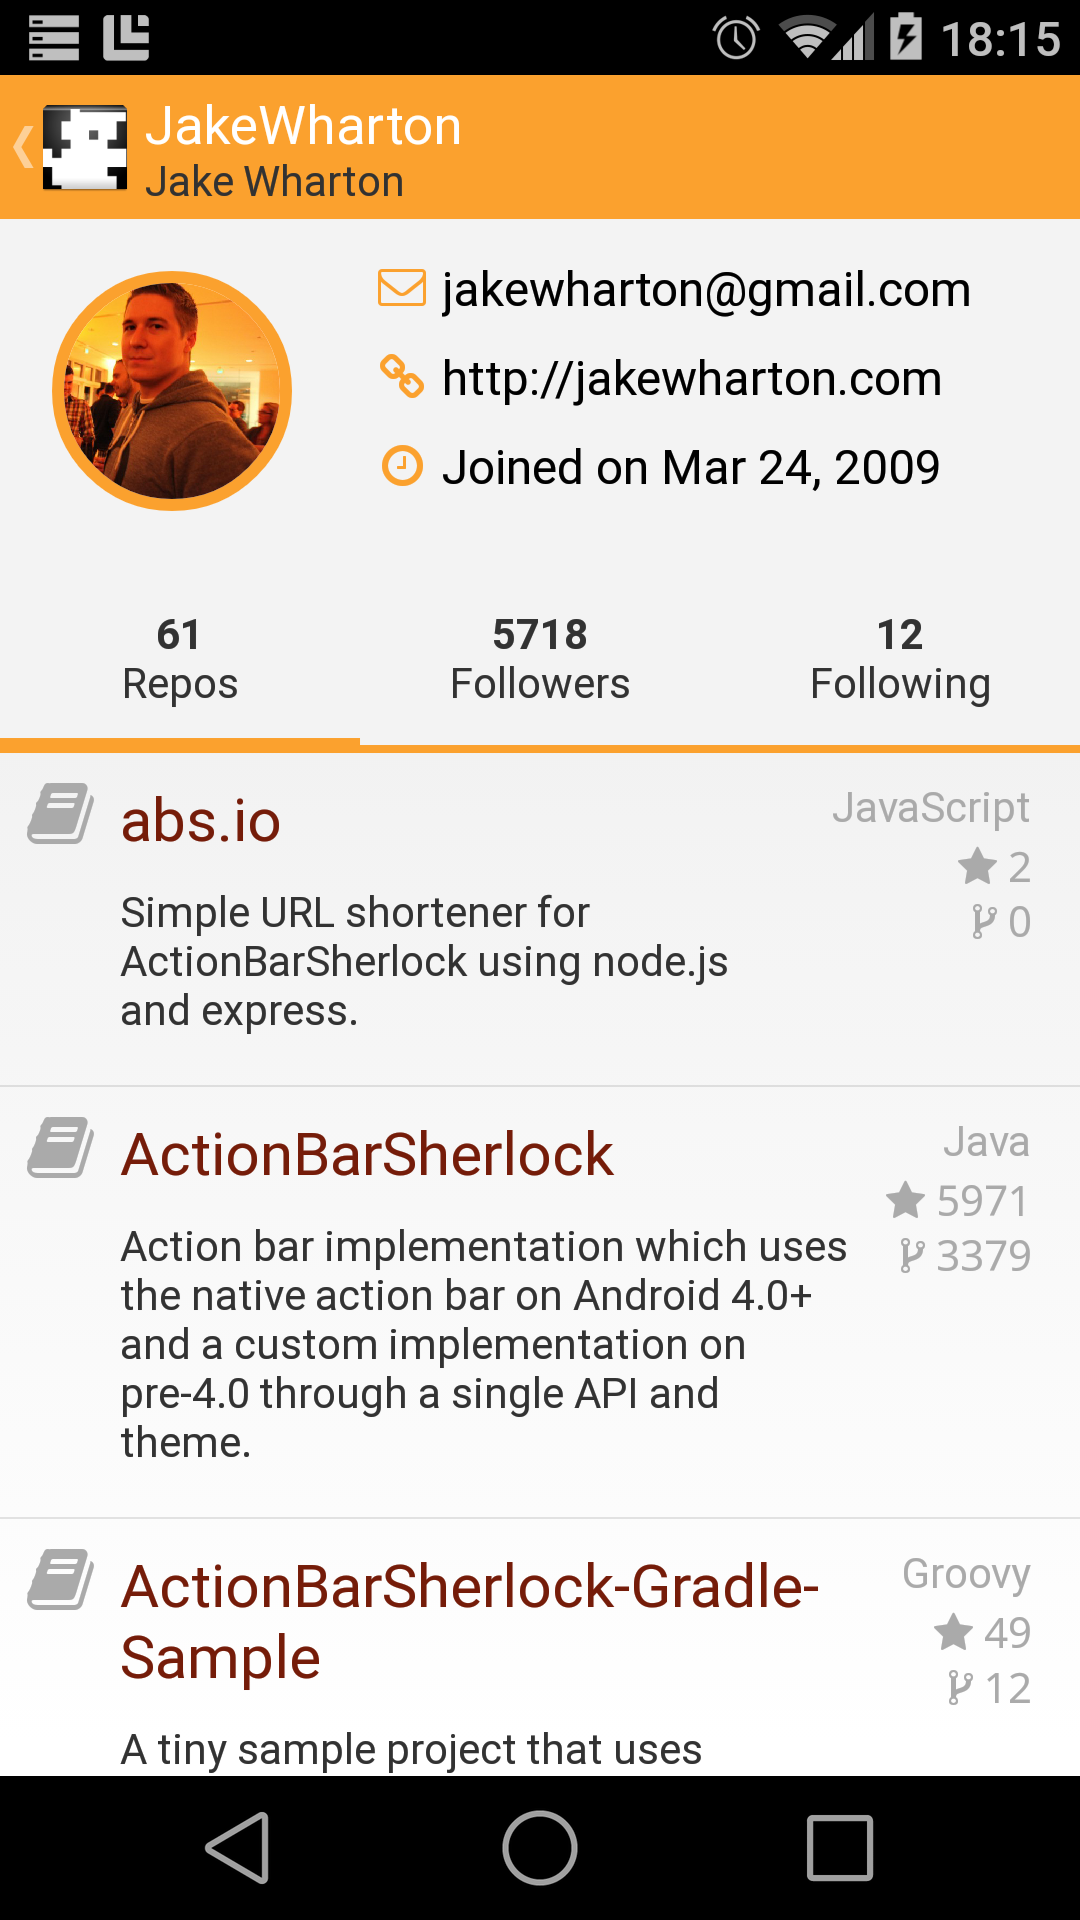 18:15
JakeWharton
Jake Wharton
jakewharton@gmail.com
http://jakewharton.com
Joined on Mar 24, 2009
61
Repos
5718
Followers
12
Following
abs.io
JavaScript
2
0
Simple URL shortener for
ActionBarSherlock using node.js
and express.
ActionBarSherlock
Java
5971
3379
Action bar implementation which uses
the native action bar on Android 4.0+
and a custom implementation on
pre-4.0 through a single API and
theme.
ActionBarSherlock-Gradle-
Sample
Groovy
49
12
A tiny sample project that uses